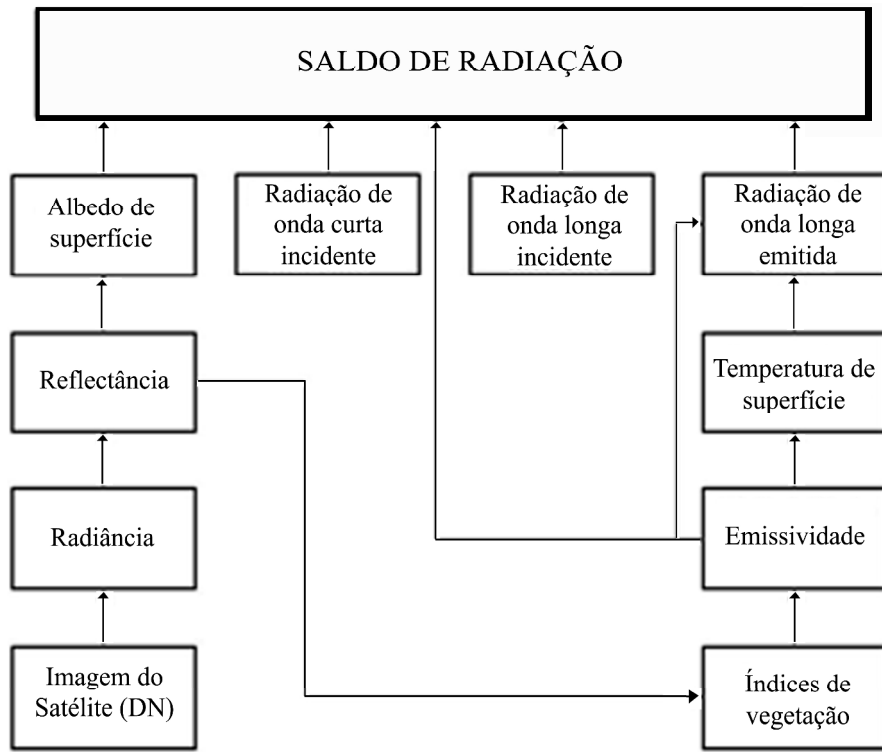 SALDO DE RADIAÇÃO
Albedo de
superfície
Radiação de
onda curta
incidente
Radiação de
onda longa
incidente
Radiação de
onda longa
emitida
Reflectância
Temperatura de
superfície
Radiância
Emissividade
Imagem do
Satélite (DN)
Índices de
vegetação